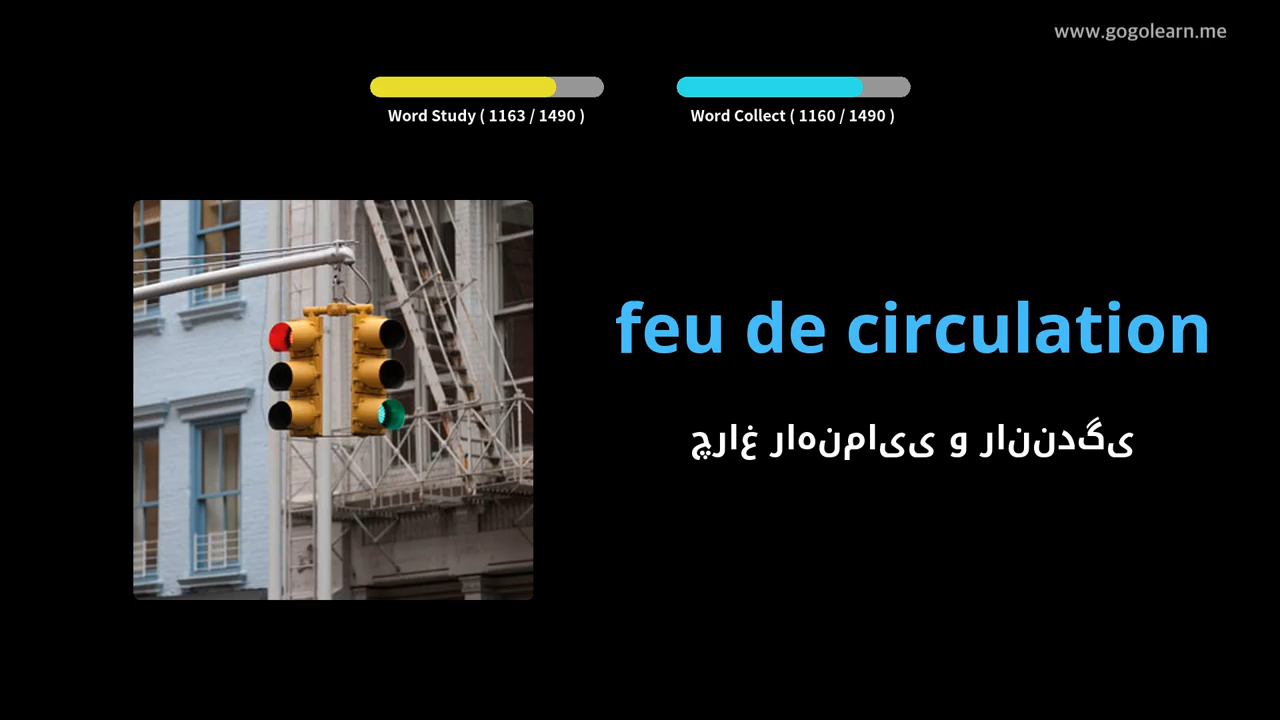 www.gogolearn.me
Word Study ( 1163 / 1490 )
Word Collect ( 1160 / 1490 )
feu de circulation
چراغ راهنمایی و رانندگی